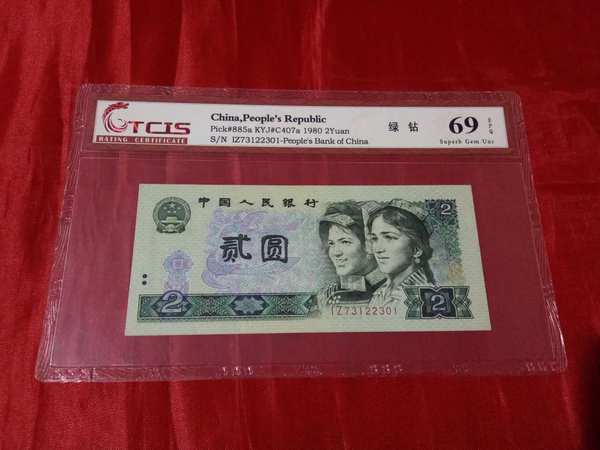 CTCIS
RATING CERTIFICATE
China,People's Republic
Pick#885a KYJ#C407a 1980 2Yuan
S/N IZ73122301-People's Bank of China
绿钻
69 EPQ
Superb Gem Unc
中国人民银行
2
贰圆
2
2
IZ73122301